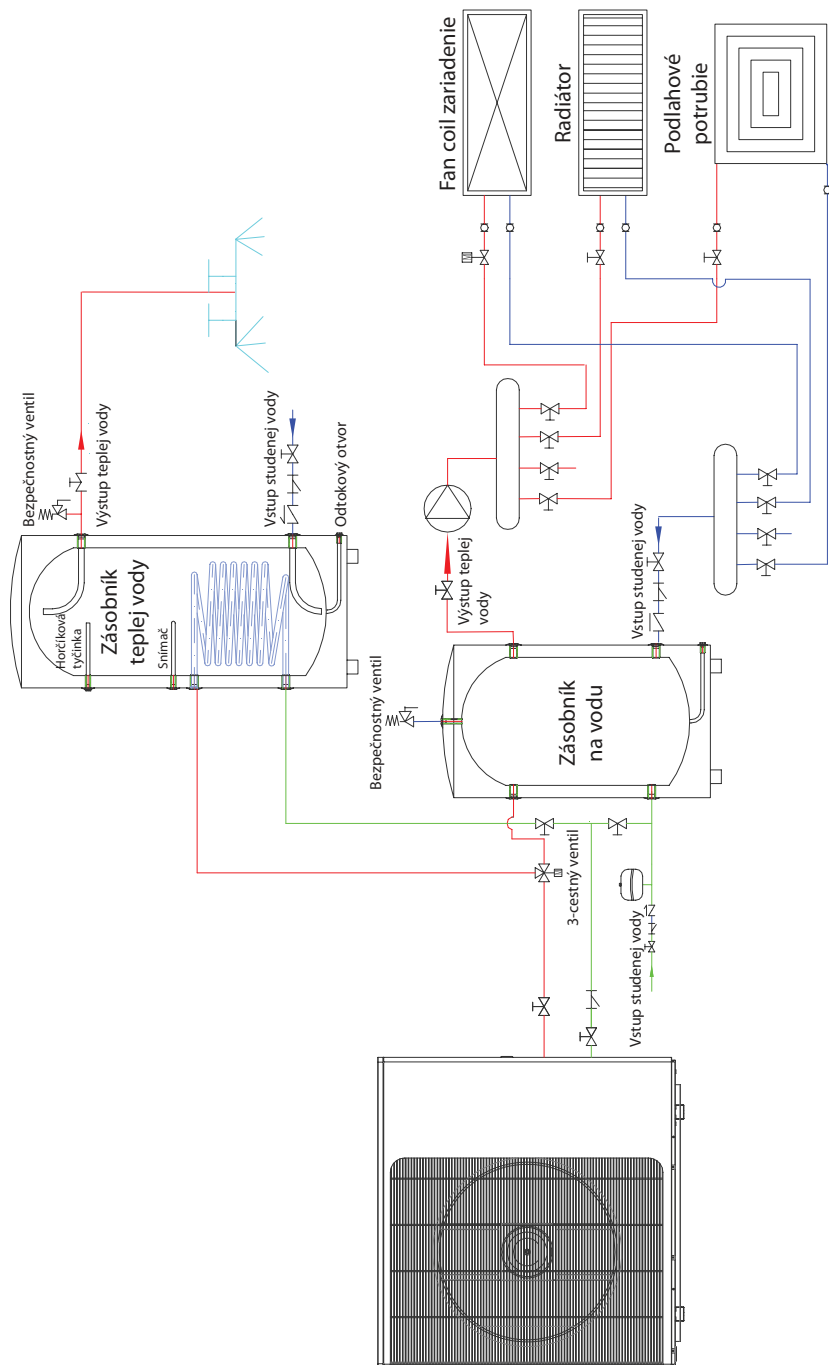 Fan coil zariadenie
Radiátor
Podlahové
potrubie
Bezpečnostný ventil
Výstup teplej vody
Vstup studenej vody
Odtokový otvor
Zásobník
teplej vody
Horčíková
tyčinka
Snímač
Výstup teplej
vody
Vstup studenej vody
Bezpečnostný ventil
Zásobník
na vodu
3-cestný ventil
Vstup studenej vody